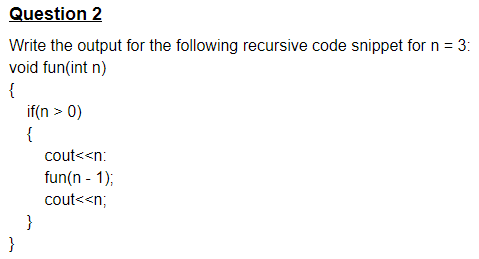 Question 2
Write the output for the following recursive code snippet for n = 3:
void fun(int n)
{
if(n > 0)
{
cout<<n:
fun(n - 1);
cout<<n;
}
}